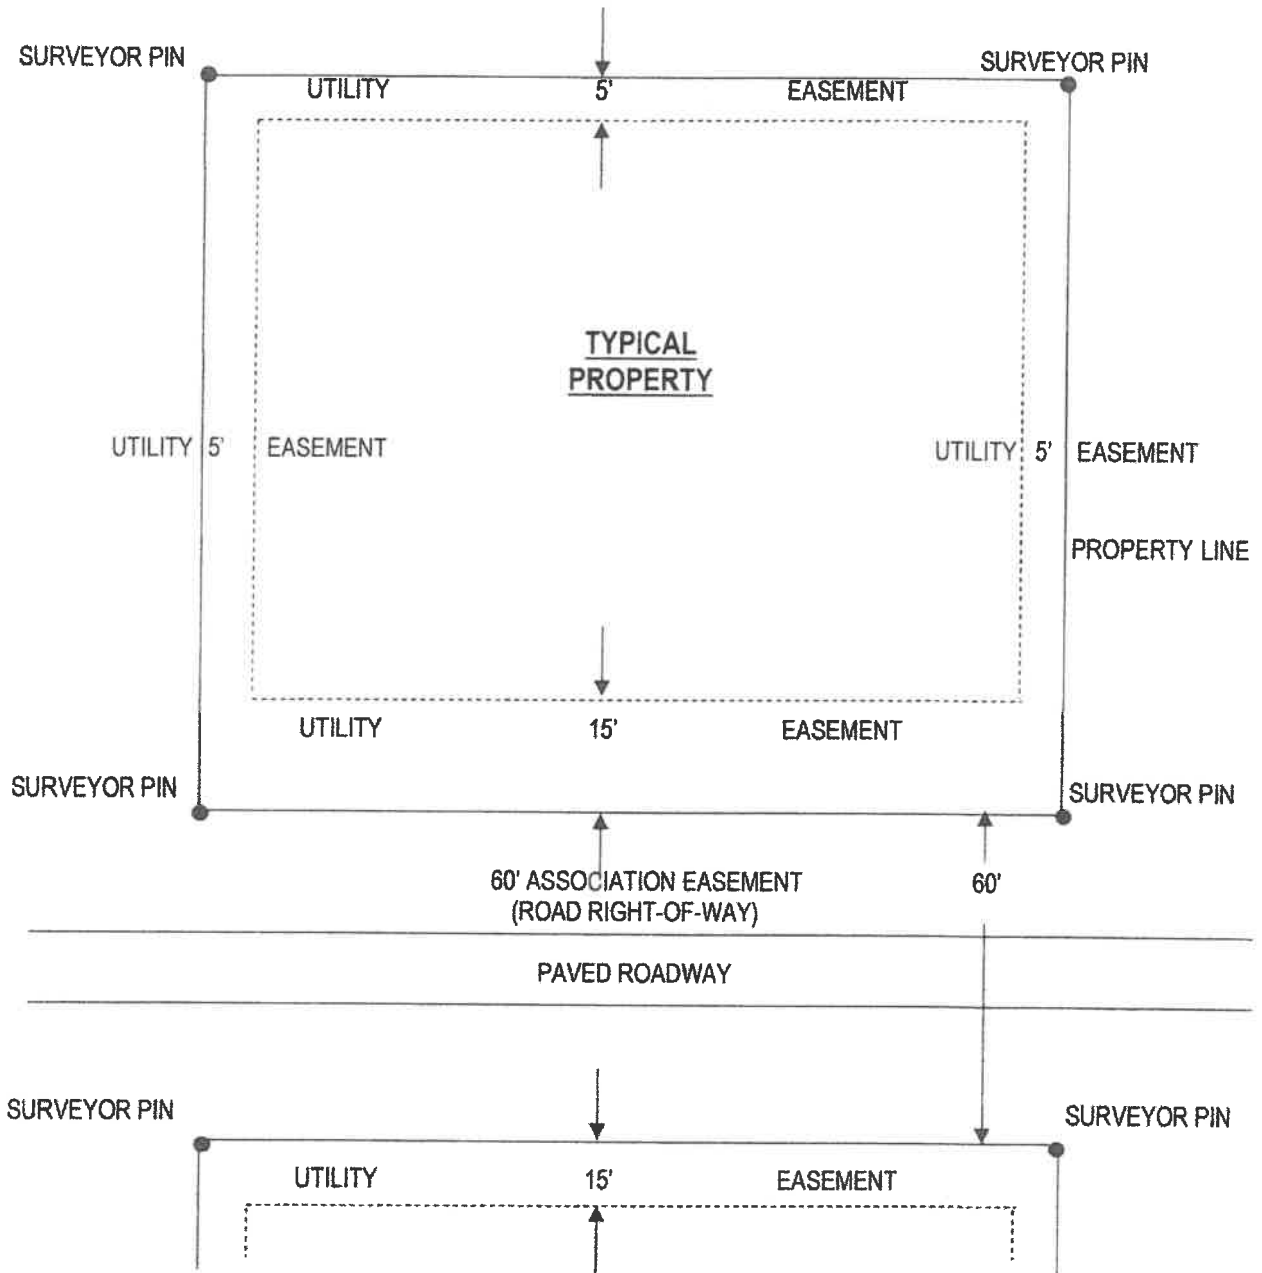 SURVEYOR PIN
SURVEYOR PIN
UTILITY 5' EASEMENT
TYPICAL
PROPERTY
UTILITY 5' EASEMENT
UTILITY 5' EASEMENT
PROPERTY LINE
UTILITY 15' EASEMENT
SURVEYOR PIN
SURVEYOR PIN
60' ASSOCIATION EASEMENT
(ROAD RIGHT-OF-WAY)
60'
PAVED ROADWAY
SURVEYOR PIN
SURVEYOR PIN
UTILITY 15' EASEMENT